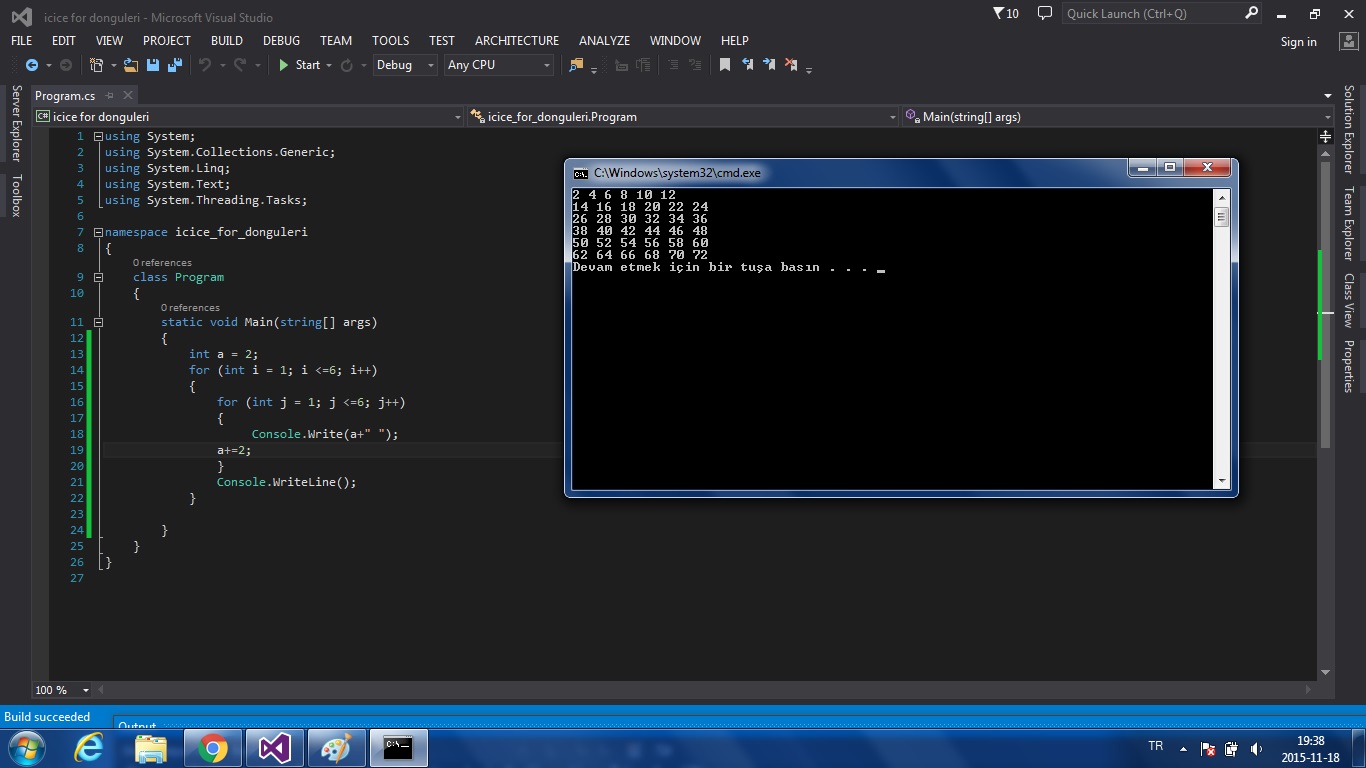 icice for donguleri - Microsoft Visual Studio
10
Quick Launch (Ctrl+Q)
FILE EDIT VIEW PROJECT BUILD DEBUG TEAM TOOLS TEST ARCHITECTURE ANALYZE WINDOW HELP
Sign in
Start Debug Any CPU
Server Explorer
Toolbox
Program.cs
C# icice for donguleri
icice_for_donguleri.Program
Main(string[] args)
1 using System;
2 using System.Collections.Generic;
3 using System.Linq;
4 using System.Text;
5 using System.Threading.Tasks;
6
7 namespace icice_for_donguleri
8 {
0 references
9 class Program
10 {
0 references
11 static void Main(string[] args)
12 {
13 int a = 2;
14 for (int i = 1; i <=6; i++)
15 {
16 for (int j = 1; j <=6; j++)
17 {
18 Console.Write(a+" ");
19 a+=2;
20 }
21 Console.WriteLine();
22 }
23
24 }
25 }
26 }
27
C:\Windows\system32\cmd.exe
2 4 6 8 10 12
14 16 18 20 22 24
26 28 30 32 34 36
38 40 42 44 46 48
50 52 54 56 58 60
62 64 66 68 70 72
Devam etmek için bir tuşa basın . . . _
Solution Explorer
Team Explorer
Class View
Properties
100 %
Build succeeded
Output
C:\
TR
19:38
2015-11-18